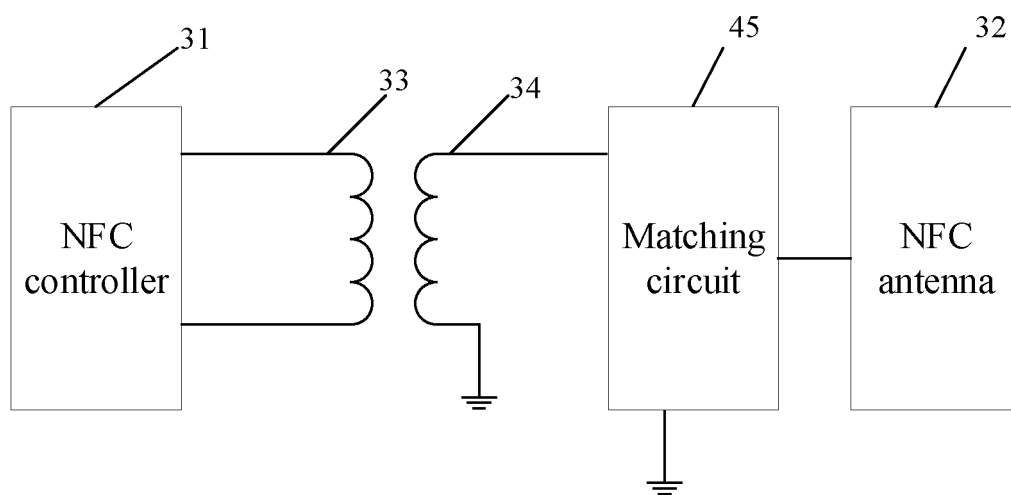 31
33
34
45
32
NFC
controller
Matching
circuit
NFC
antenna